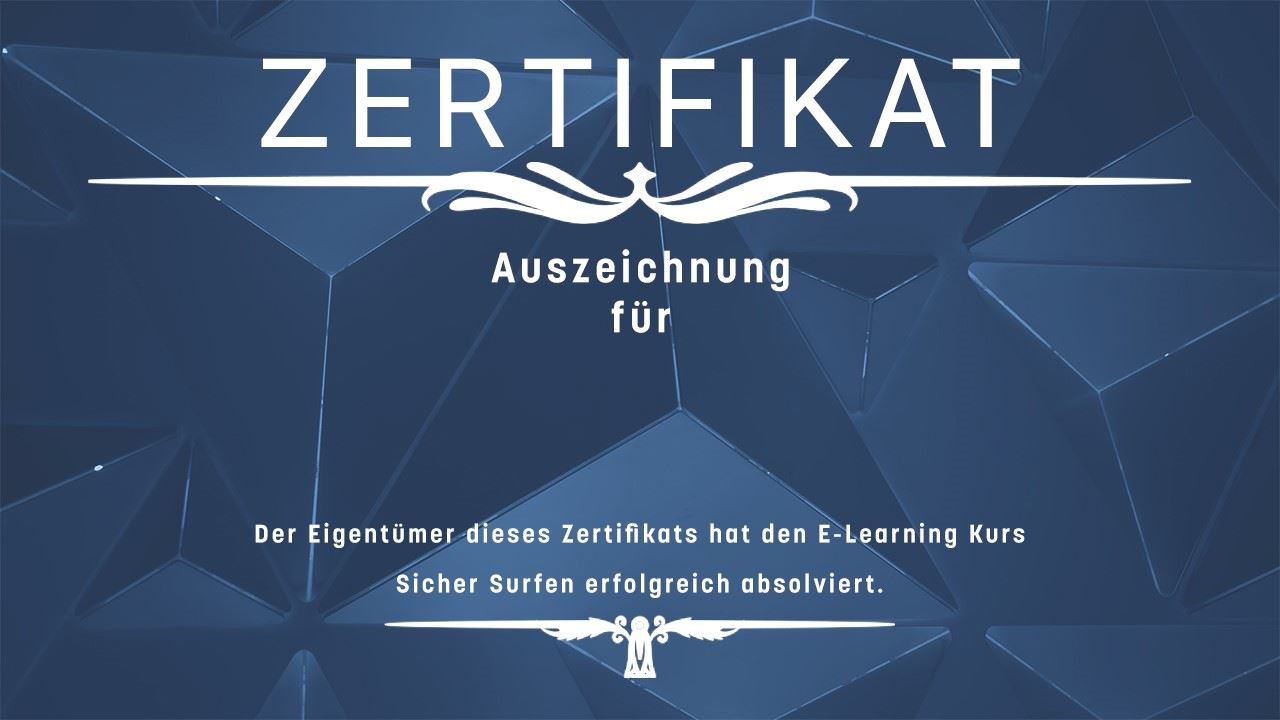 ZERTIFIKAT
Auszeichnung
für
Der Eigentümer dieses Zertifikats hat den E-Learning Kurs
Sicher Surfen erfolgreich absolviert.